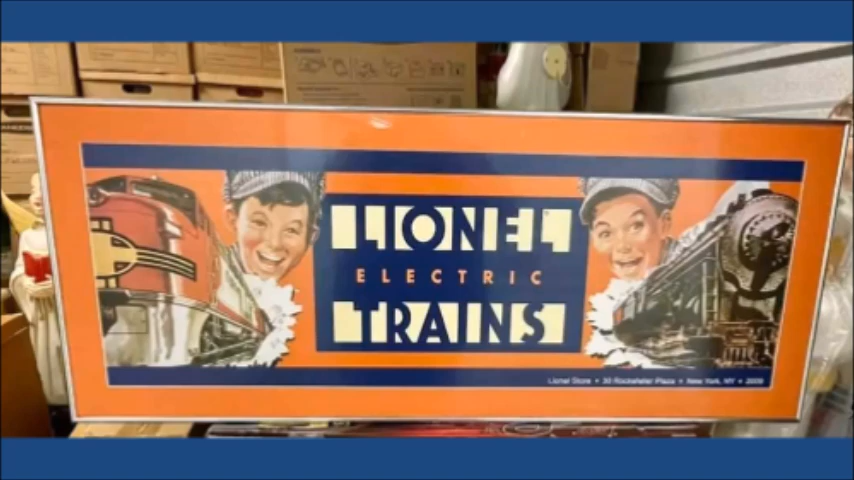 LIONEL
ELECTRIC
TRAINS
Lionel Store • 30 Rockefeller Plaza • New York, NY • 2009